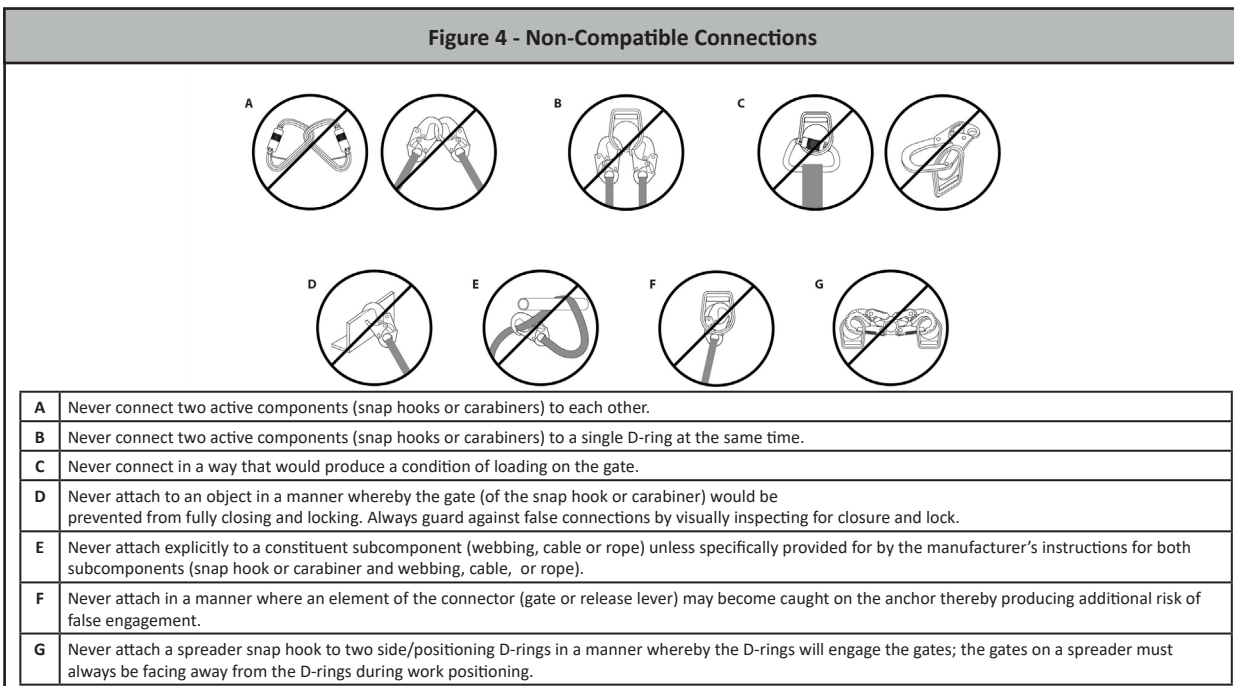 Figure 4 - Non-Compatible Connections
A B C
D E F G
A Never connect two active components (snap hooks or carabiners) to each other.
B Never connect two active components (snap hooks or carabiners) to a single D-ring at the same time.
C Never connect in a way that would produce a condition of loading on the gate.
D Never attach to an object in a manner whereby the gate (of the snap hook or carabiner) would be
prevented from fully closing and locking. Always guard against false connections by visually inspecting for closure and lock.
E Never attach explicitly to a constituent subcomponent (webbing, cable or rope) unless specifically provided for by the manufacturer's instructions for both
subcomponents (snap hook or carabiner and webbing, cable, or rope).
F Never attach in a manner where an element of the connector (gate or release lever) may become caught on the anchor thereby producing additional risk of
false engagement.
G Never attach a spreader snap hook to two side/positioning D-rings in a manner whereby the D-rings will engage the gates; the gates on a spreader must
always be facing away from the D-rings during work positioning.